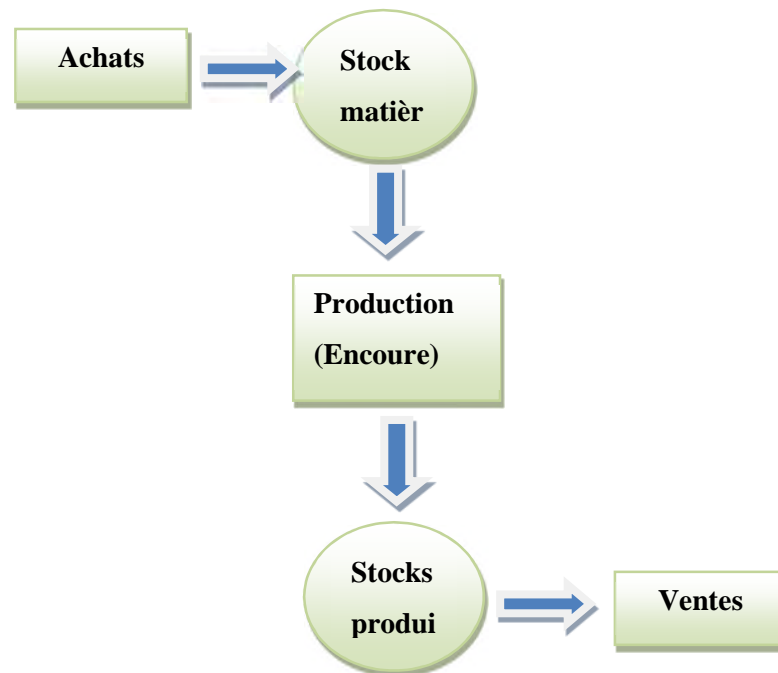 Achats
Stock
matièr
Production
(Encoure)
Stocks
produi
Ventes